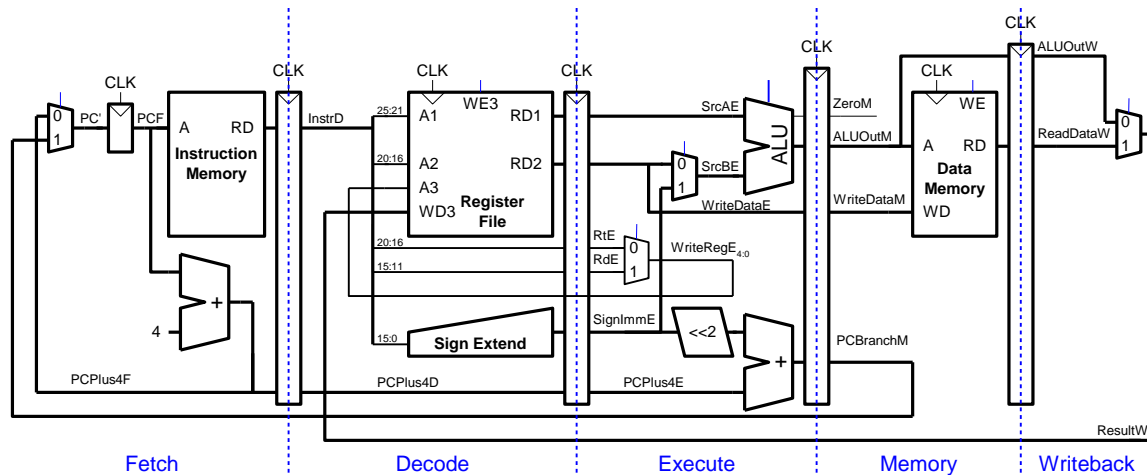 CLK
ALUOutW
CLK
CLK
CLK
CLK
CLK
CLK
CLK
0
1
PC'
PCF
A
RD
Instruction
Memory
InstrD
25:21
A1
WE3
RD1
SrcAE
ZeroM
WE
0
1
20:16
A2
RD2
0
1
SrcBE
ALU
ALUOutM
A
RD
ReadDataW
A3
Data
Memory
WD3
Register
File
WriteDataE
WriteDataM
WD
20:16
RtE
0
WriteRegE4:0
15:11
RdE
1
+
4
15:0
Sign Extend
SignImmE
<<2
+
PCBranchM
PCPlus4F
PCPlus4D
PCPlus4E
ResultW
Fetch
Decode
Execute
Memory
Writeback